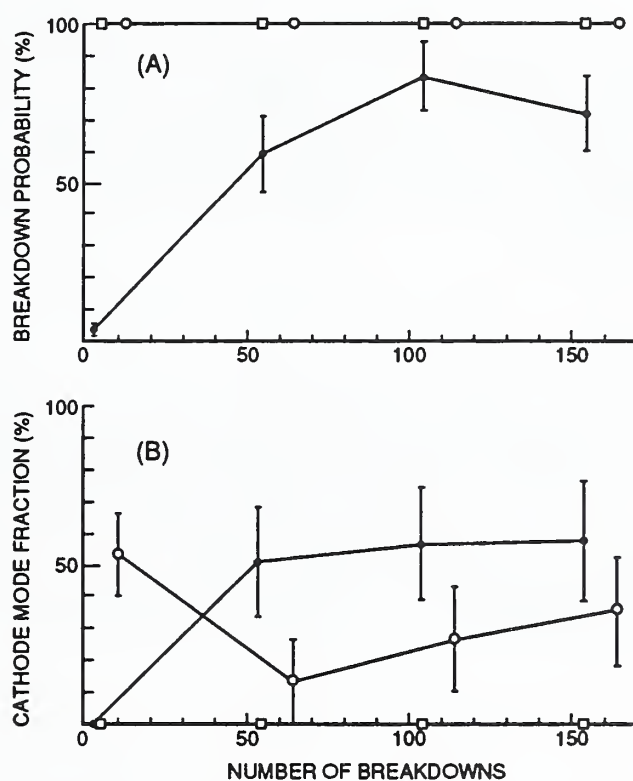 100
(A)
50
BREAKDOWN PROBABILITY (%)
0 50 100 150
100
(B)
50
CATHODE MODE FRACTION (%)
0 50 100 150
NUMBER OF BREAKDOWNS